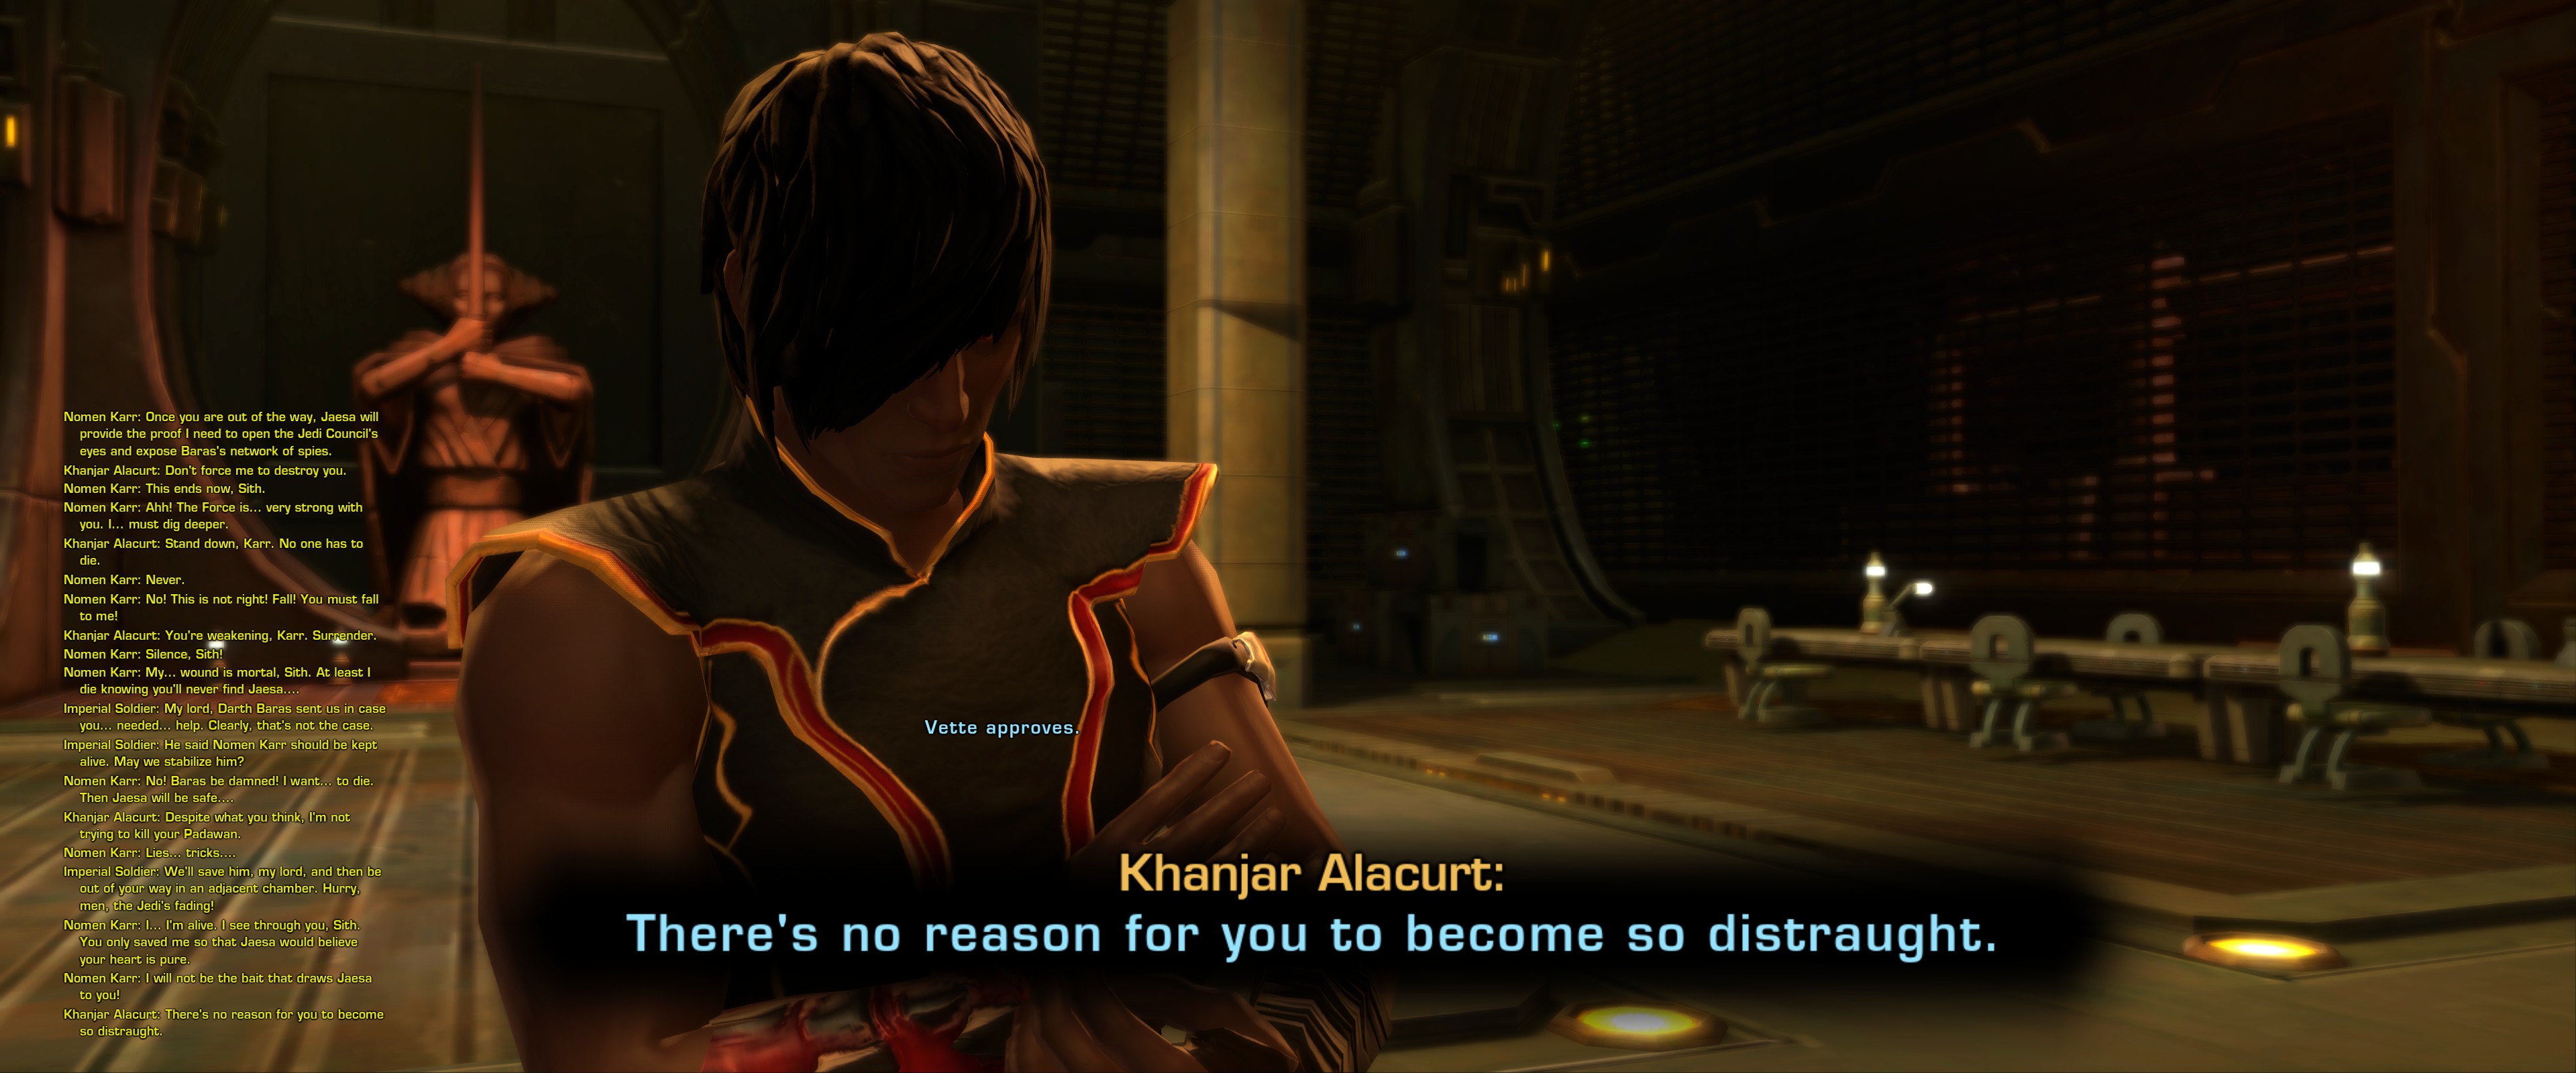 Nomen Karr: Once you are out of the way, Jaesa will
provide the proof I need to open the Jedi Council's
eyes and expose Baras's network of spies.
Khanjar Alacurt: Don't force me to destroy you.
Nomen Karr: This ends now, Sith.
Nomen Karr: Ahh! The Force is... very strong with
you. I... must dig deeper.
Khanjar Alacurt: Stand down, Karr. No one has to
die.
Nomen Karr: Never.
Nomen Karr: No! This is not right! Fall! You must fall
to me!
Khanjar Alacurt: You're weakening, Karr. Surrender.
Nomen Karr: Silence, Sith!
Nomen Karr: My... wound is mortal, Sith. At least I
die knowing you'll never find Jaesa....
Imperial Soldier: My lord, Darth Baras sent us in case
you... needed... help. Clearly, that's not the case.
Imperial Soldier: He said Nomen Karr should be kept
alive. May we stabilize him?
Nomen Karr: No! Baras be damned! I want... to die.
Then Jaesa will be safe....
Khanjar Alacurt: Despite what you think, I'm not
trying to kill your Padawan.
Nomen Karr: Lies... tricks....
Imperial Soldier: We'll save him, my lord, and then be
out of your way in an adjacent chamber. Hurry,
men, the Jedi's fading!
Nomen Karr: I... I'm alive. I see through you, Sith.
You only saved me so that Jaesa would believe
your heart is pure.
Nomen Karr: I will not be the bait that draws Jaesa
to you!
Khanjar Alacurt: There's no reason for you to become
so distraught.
Vette approves.
Khanjar Alacurt:
There's no reason for you to become so distraught.